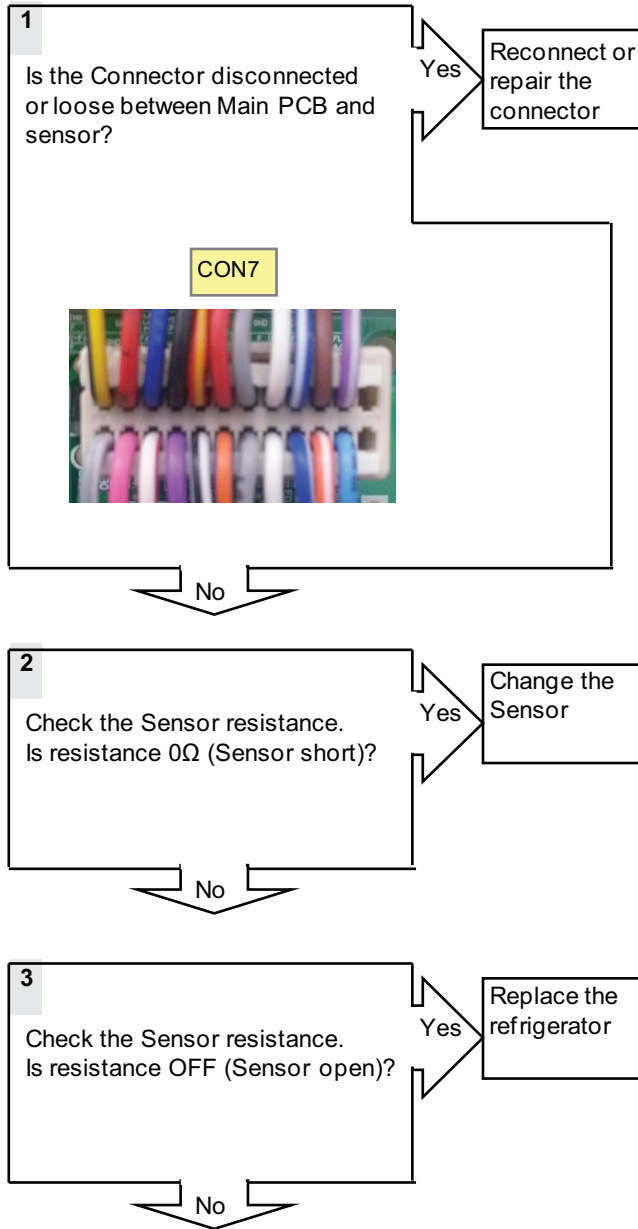 1
Is the Connector disconnected
or loose between Main PCB and
sensor?
Yes
Reconnect or
repair the
connector
CON7
No
2
Check the Sensor resistance.
Is resistance 0Ω (Sensor short)?
Yes
Change the
Sensor
No
3
Check the Sensor resistance.
Is resistance OFF (Sensor open)?
Yes
Replace the
refrigerator
No